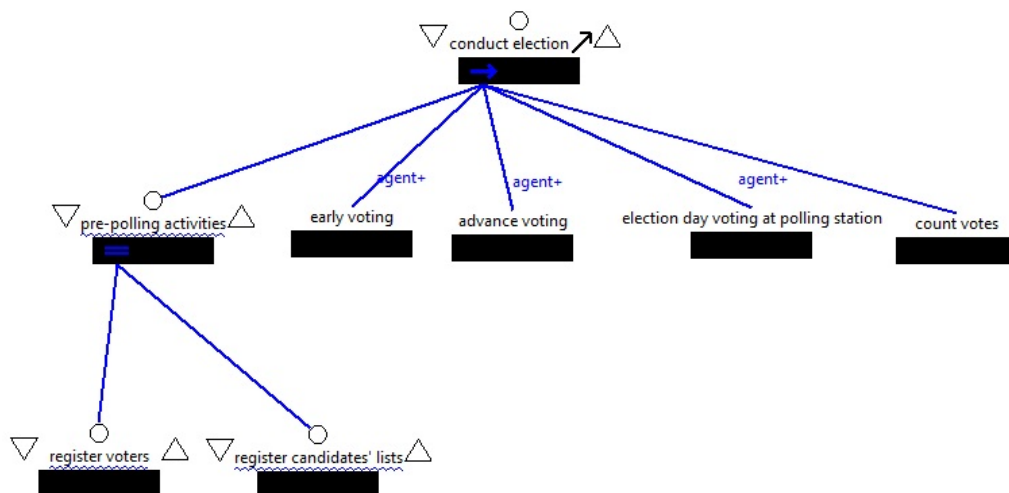 conduct election
agent+
agent+
agent+
pre-polling activities
early voting
advance voting
election day voting at polling station
count votes
register voters
register candidates' lists